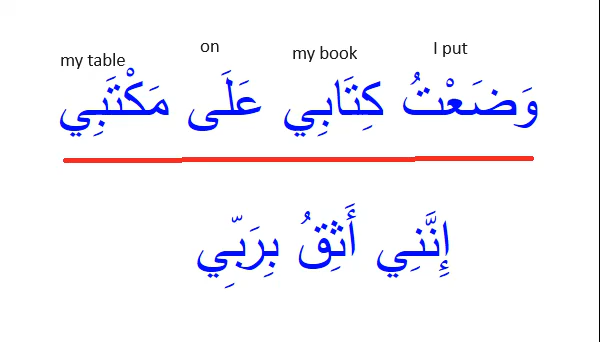 my table on my book I put
وَضَعْتُ كِتَابِي عَلَى مَكْتَبِي
إِنَّنِي أَثِقُ بِرَبِّي